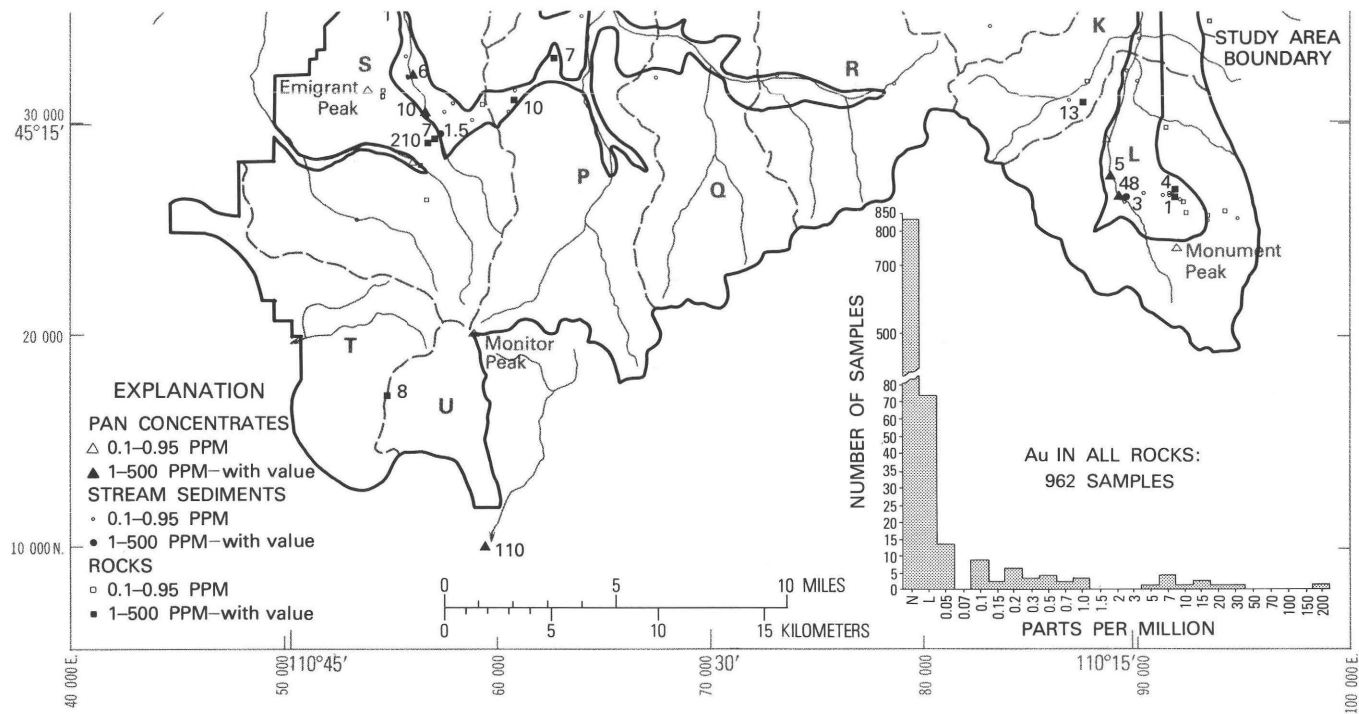 K
STUDY AREA
BOUNDARY
S
6
7
R
Emigrant
Peak
10
10
13
30 000
45°15'
7
1.5
210
L
5
P
Q
48
4
3
1
850
800
700
500
80
70
60
50
45
40
35
30
25
20
15
10
5
0
NUMBER OF SAMPLES
Monument
Peak
20 000
Monitor
Peak
T
8
U
EXPLANATION
PAN CONCENTRATES
0.1–0.95 PPM
1–500 PPM—with value
STREAM SEDIMENTS
0.1–0.95 PPM
1–500 PPM—with value
ROCKS
0.1–0.95 PPM
1–500 PPM—with value
Au IN ALL ROCKS:
962 SAMPLES
10 000 N.
110
0 5 10 MILES
0 5 10 15 KILOMETERS
N L 0.05 0.07 0.1 0.15 0.2 0.3 0.5 0.7 1.0 1.5 2 3 5 7 10 15 20 30 50 70 100 150 200
PARTS PER MILLION
40 000 E.
50 000
110°45'
60 000
70 000
30'
80 000
110°15'
90 000
100 000 E.